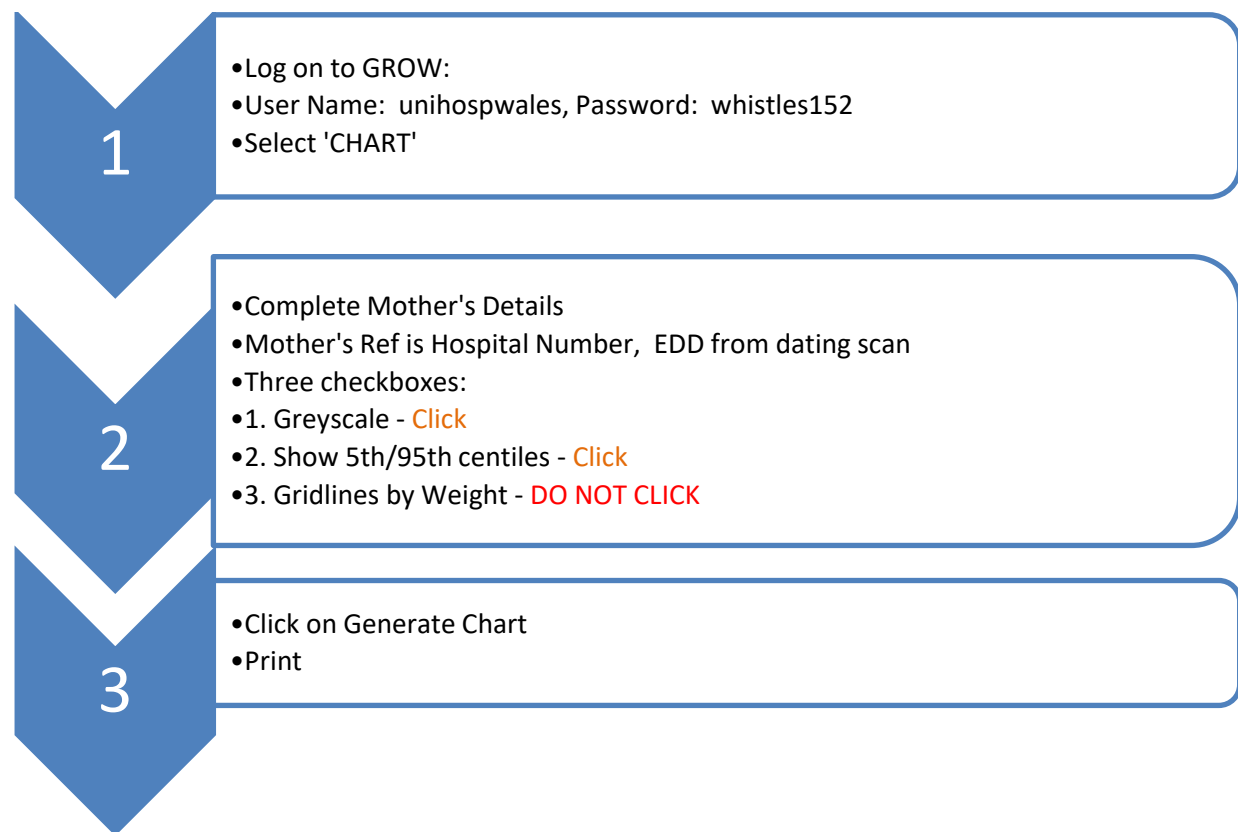 1
•Log on to GROW:
•User Name:  unihospwales, Password:  whistles152
•Select 'CHART'
2
•Complete Mother's Details
•Mother's Ref is Hospital Number,  EDD from dating scan
•Three checkboxes:
•1. Greyscale - Click
•2. Show 5th/95th centiles - Click
•3. Gridlines by Weight - DO NOT CLICK
3
•Click on Generate Chart
•Print